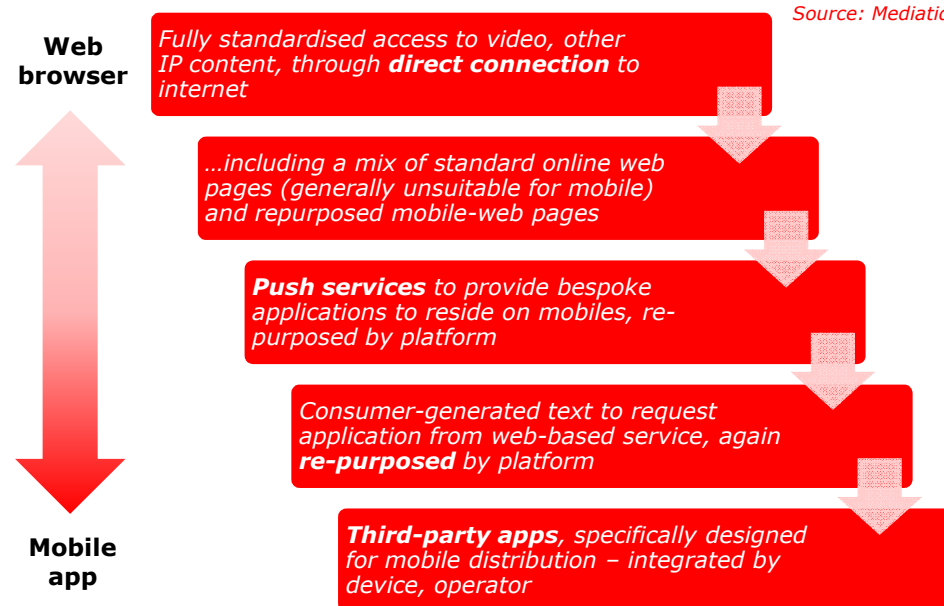 Source: Mediatio
Web
browser
Fully standardised access to video, other
IP content, through direct connection to
internet
…including a mix of standard online web
pages (generally unsuitable for mobile)
and repurposed mobile-web pages
Push services to provide bespoke
applications to reside on mobiles, re-
purposed by platform
Consumer-generated text to request
application from web-based service, again
re-purposed by platform
Mobile
app
Third-party apps, specifically designed
for mobile distribution – integrated by
device, operator